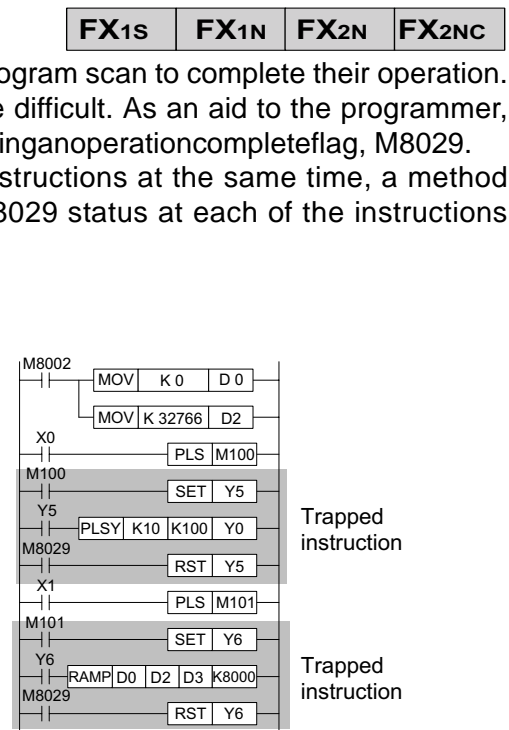 FX1S FX1N FX2N FX2NC
ogram scan to complete their operation.
e difficult. As an aid to the programmer,
inganoperationcompleteflag, M8029.
structions at the same time, a method
8029 status at each of the instructions
M8002
MOV K 0 D 0
MOV K 32766 D2
X0
PLS M100
M100
SET Y5
Y5
PLSY K10 K100 Y0
Trapped
instruction
M8029
RST Y5
X1
PLS M101
M101
SET Y6
Y6
RAMP D0 D2 D3 K8000
Trapped
instruction
M8029
RST Y6